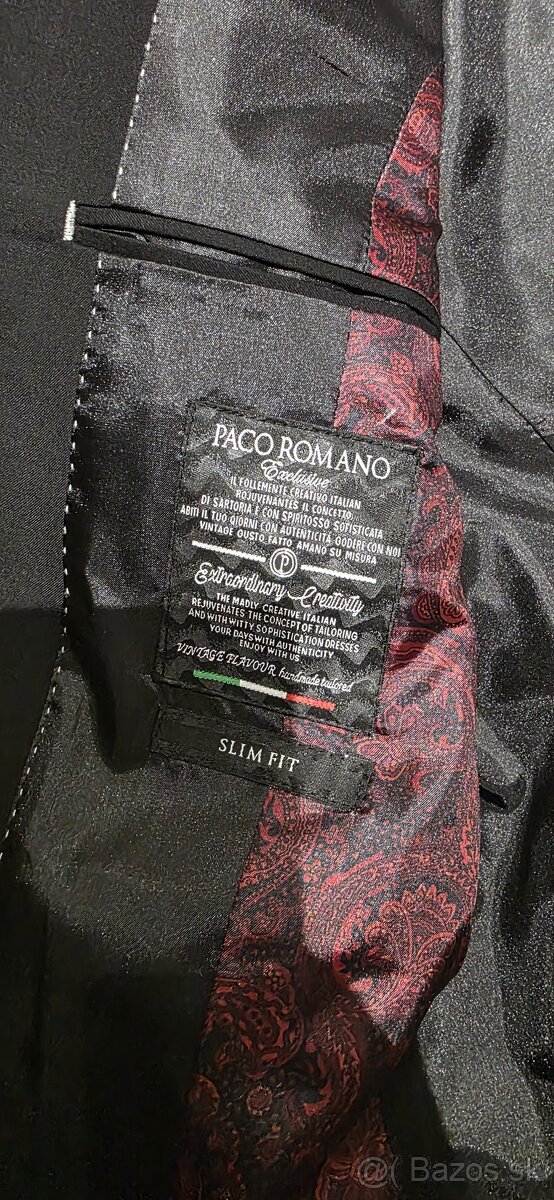 PACO ROMANO
Exclusive
IL FOLLEMENTE CREATIVO ITALIAN
ROJUVENANTES IL CONCETTO
DI SARTORIA E CON SPIRITOSSO SOFISTICATA
ABITI IL TUO QIORNI CON AUTENTICITÀ QODERE CON NOI
VINTAGE GUSTO FATTO AMANO SU MISURA
P
Extraordinary Creativity
THE MADLY CREATIVE ITALIAN
REJUVENATES THE CONCEPT OF TAILORING
AND WITH WITTY SOPHISTICATION DRESSES
YOUR DAYS WITH AUTHENTICITY
ENJOY WITH US
VINTAGE FLAVOUR handmade tailored
SLIM FIT
@( Bazos.sk